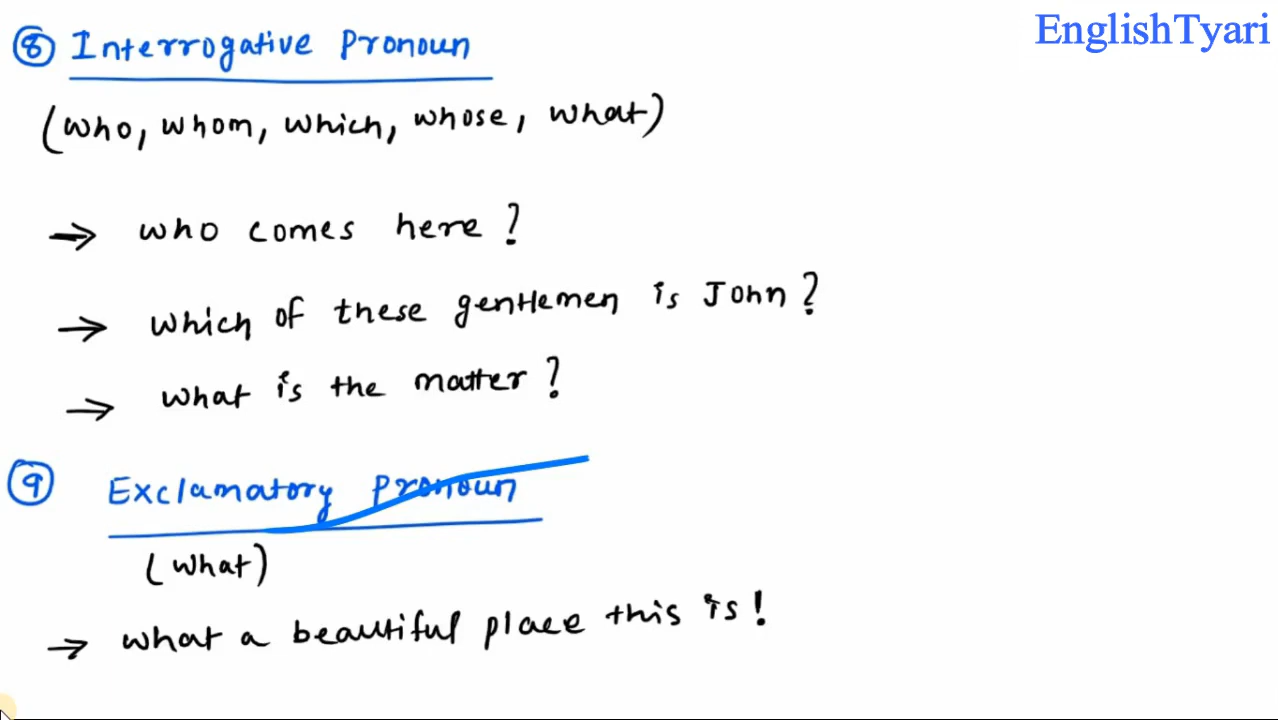 EnglishTyari
⑧ Interrogative Pronoun
(who, whom, which, whose, what)
→ who comes here?
→ which of these gentlemen is John?
→ what is the matter?
⑨ Exclamatory Pronoun
(what)
→ what a beautiful place this is!